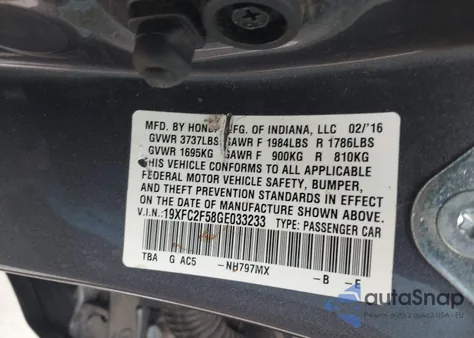 MFD. BY HONDA MFG. OF INDIANA, LLC 02/'16
GVWR 3737LBS GAWR F 1984LBS R 1786LBS
GVWR 1695KG GAWR F 900KG R 810KG
THIS VEHICLE CONFORMS TO ALL APPLICABLE
FEDERAL MOTOR VEHICLE SAFETY, BUMPER,
AND THEFT PREVENTION STANDARDS IN EFFECT
ON THE DATE OF MANUFACTURE SHOWN ABOVE.
V.I.N.:19XFC2F58GE033233 TYPE: PASSENGER CAR
TBA G AC5 -NH797MX -B -E
autoSnap